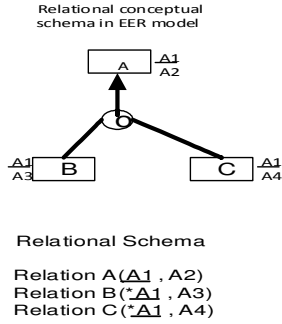 Relational conceptual
schema in EER model
A
A1
A2
O
A1
A3
B
C
A1
A4
Relational Schema
Relation A(A1 , A2)
Relation B(*A1 , A3)
Relation C(*A1 , A4)